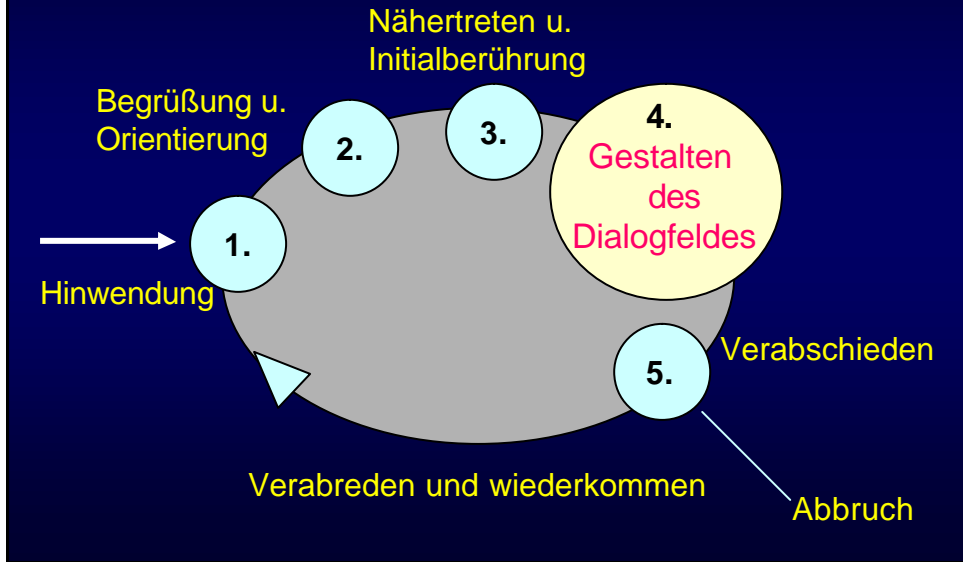 Nähertreten u.
Initialberührung
Begrüßung u.
Orientierung
1.
2.
3.
4.
Gestalten
des
Dialogfeldes
Hinwendung
Verabschieden
5.
Verabreden und wiederkommen
Abbruch